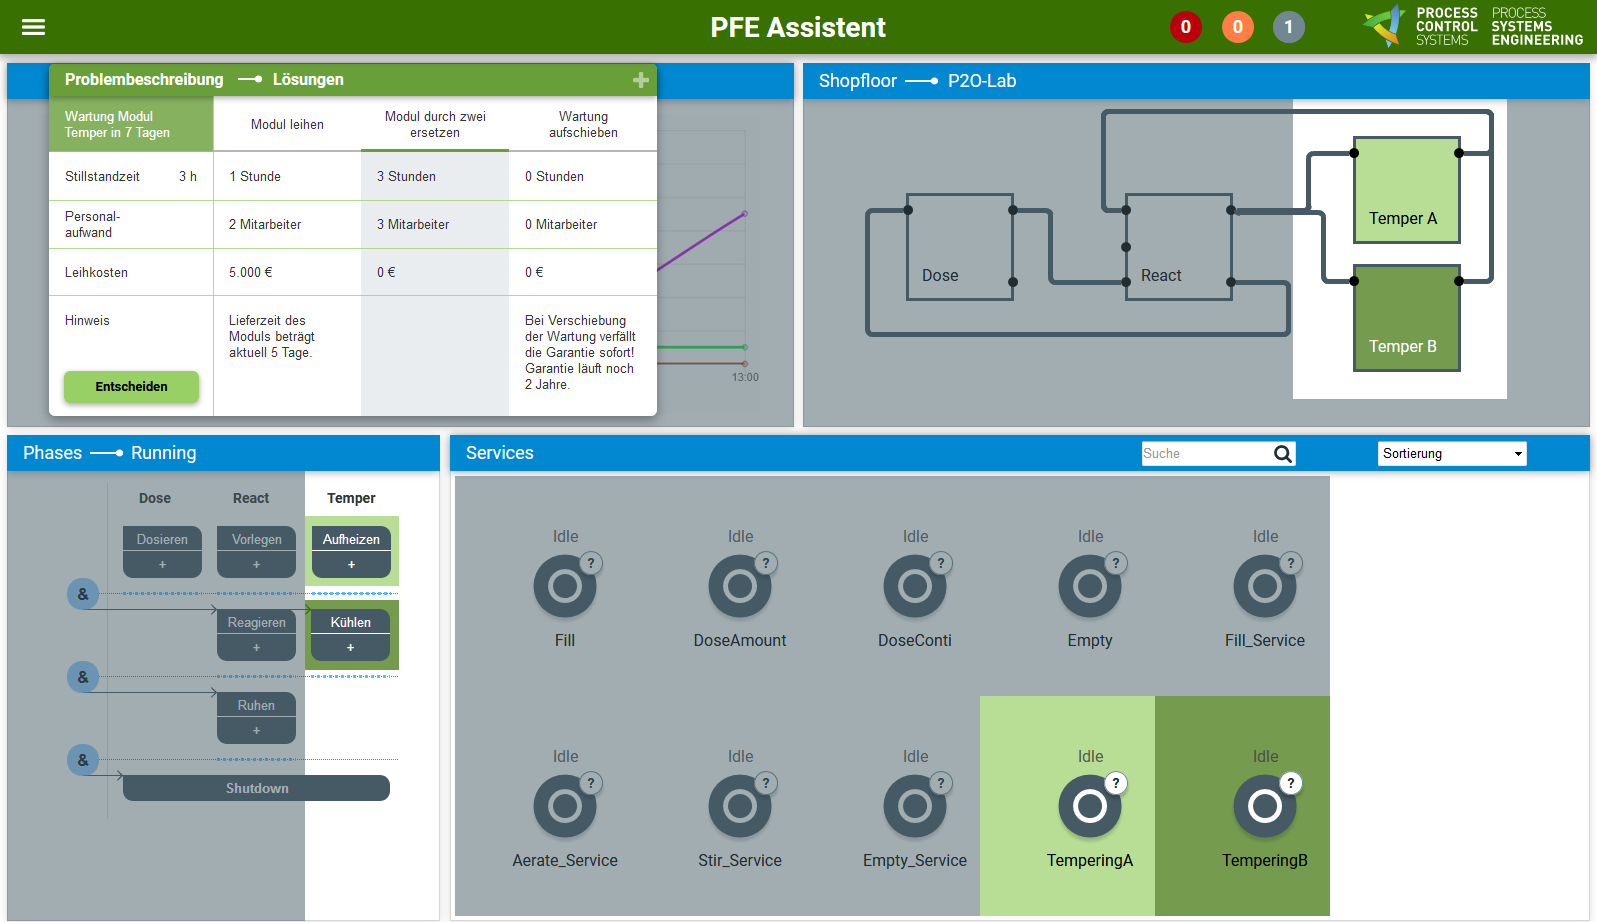 PFE Assistent
0
0
1
PROCESS
CONTROL
SYSTEMS
PROCESS
SYSTEMS
ENGINEERING
Problembeschreibung
Lösungen
Wartung Modul
Temper in 7 Tagen
Modul leihen
Modul durch zwei
ersetzen
Wartung
aufschieben
Stillstandzeit 3 h
1 Stunde
3 Stunden
0 Stunden
Personal-
aufwand
2 Mitarbeiter
3 Mitarbeiter
0 Mitarbeiter
Leihkosten
5.000 €
0 €
0 €
Hinweis
Lieferzeit des
Moduls beträgt
aktuell 5 Tage.
Bei Verschiebung
der Wartung verfällt
die Garantie sofort!
Garantie läuft noch
2 Jahre.
Entscheiden
13:00
Shopfloor
P2O-Lab
Dose
React
Temper A
Temper B
Phases
Running
Dose
React
Temper
Dosieren
+
Vorlegen
+
Aufheizen
+
&
Reagieren
+
Kühlen
+
&
Ruhen
+
&
Shutdown
Services
Suche
Sortierung
Idle
?
Fill
Idle
?
DoseAmount
Idle
?
DoseConti
Idle
?
Empty
Idle
?
Fill_Service
Idle
?
Aerate_Service
Idle
?
Stir_Service
Idle
?
Empty_Service
Idle
?
TemperingA
Idle
?
TemperingB